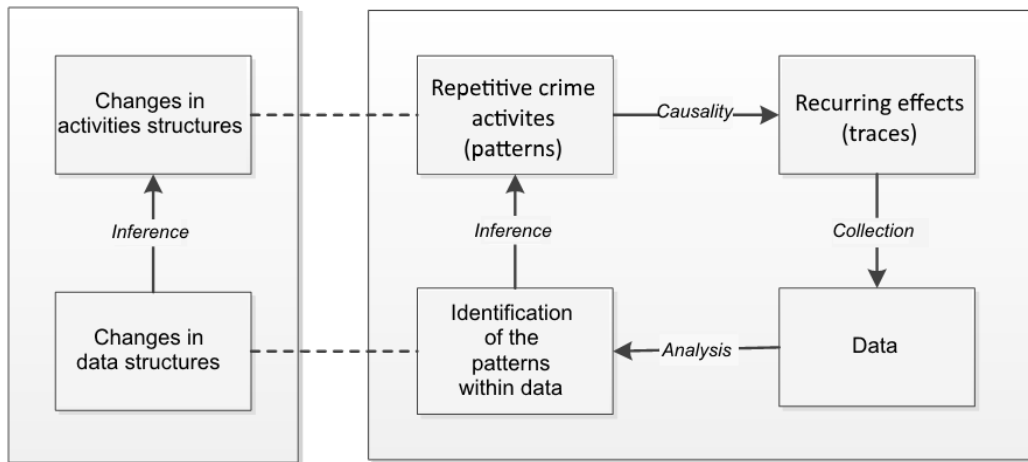 Changes in
activities structures
Inference
Changes in
data structures
Repetitive crime
activites
(patterns)
Causality
Recurring effects
(traces)
Inference
Collection
Identification
of the
patterns
within data
Analysis
Data